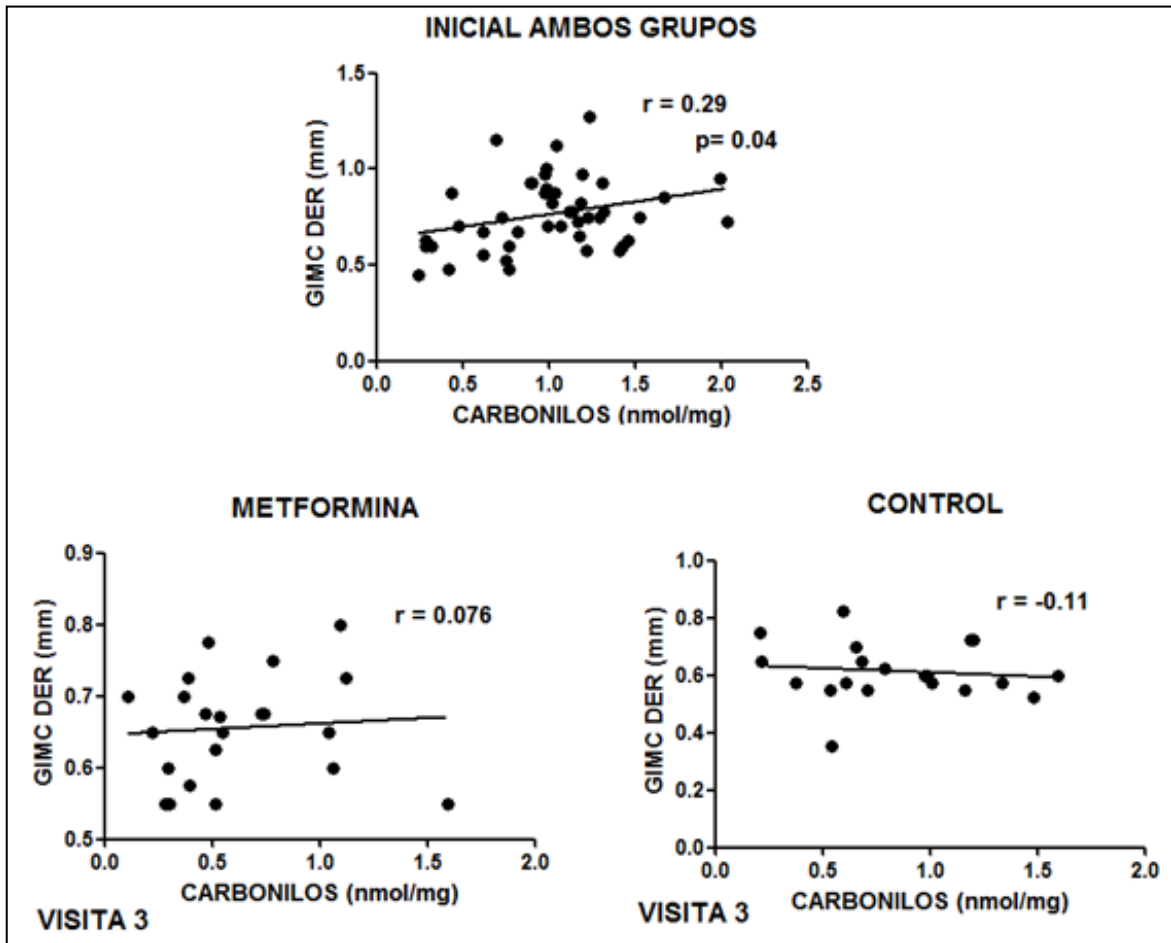 INICIAL AMBOS GRUPOS
r = 0.29
p= 0.04
GIMC DER (mm)
1.5
1.0
0.5
0.0
0.0 0.5 1.0 1.5 2.0 2.5
CARBONILOS (nmol/mg)
METFORMINA
r = 0.076
GIMC DER (mm)
0.9
0.8
0.7
0.6
0.5
0.0 0.5 1.0 1.5 2.0
CARBONILOS (nmol/mg)
VISITA 3
CONTROL
r = -0.11
GIMC DER (mm)
1.0
0.8
0.6
0.4
0.2
0.0
0.0 0.5 1.0 1.5 2.0
CARBONILOS (nmol/mg)
VISITA 3